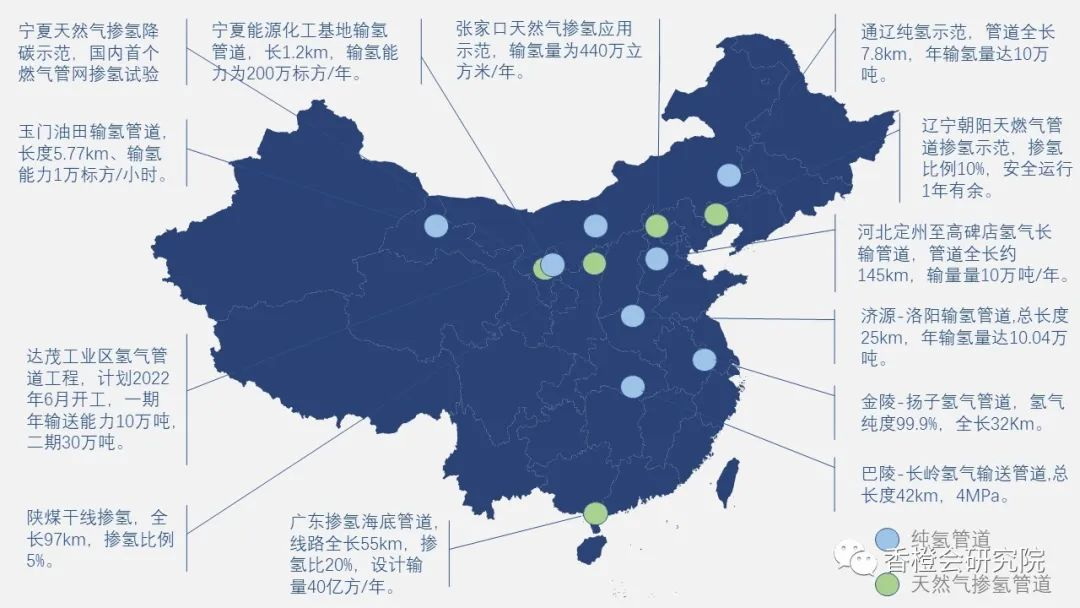 宁夏天然气掺氢降
碳示范，国内首个
燃气管网掺氢试验
宁夏能源化工基地输氢
管道，长1.2km，输氢能
力为200万标方/年。
张家口天然气掺氢应用
示范，输氢量为440万立
方米/年。
通辽纯氢示范，管道全长
7.8km，年输氢量达10万
吨。
玉门油田输氢管道，
长度5.77km、输氢
能力1万标方/小时。
辽宁朝阳天燃气管
道掺氢示范，掺氢
比例10%，安全运行
1年有余。
河北定州至高碑店氢气长
输管道，管道全长约
145km，输量量10万吨/年。
济源-洛阳输氢管道,总长度
25km，年输氢量达10.04万
吨。
达茂工业区氢气管
道工程，计划2022
年6月开工，一期
年输送能力10万吨，
二期30万吨。
金陵-扬子氢气管道，氢气
纯度99.9%，全长32Km。
巴陵-长岭氢气输送管道,总
长度42km，4MPa。
陕煤干线掺氢，全
长97km，掺氢比例
5%。
广东掺氢海底管道，
线路全长55km，掺
氢比20%，设计输
量40亿方/年。
纯氢管道
香橙会研究院
天然气掺氢管道